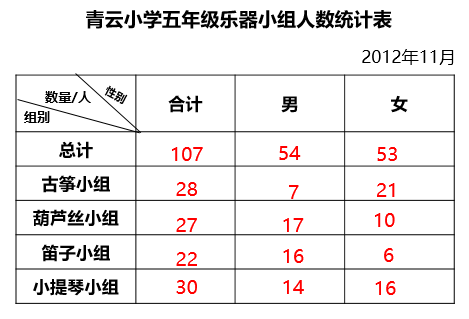 青云小学五年级乐器小组人数统计表
2012年11月
数量/人 性别 组别 合计 男 女
总计 107 54 53
古筝小组 28 7 21
葫芦丝小组 27 17 10
笛子小组 22 16 6
小提琴小组 30 14 16